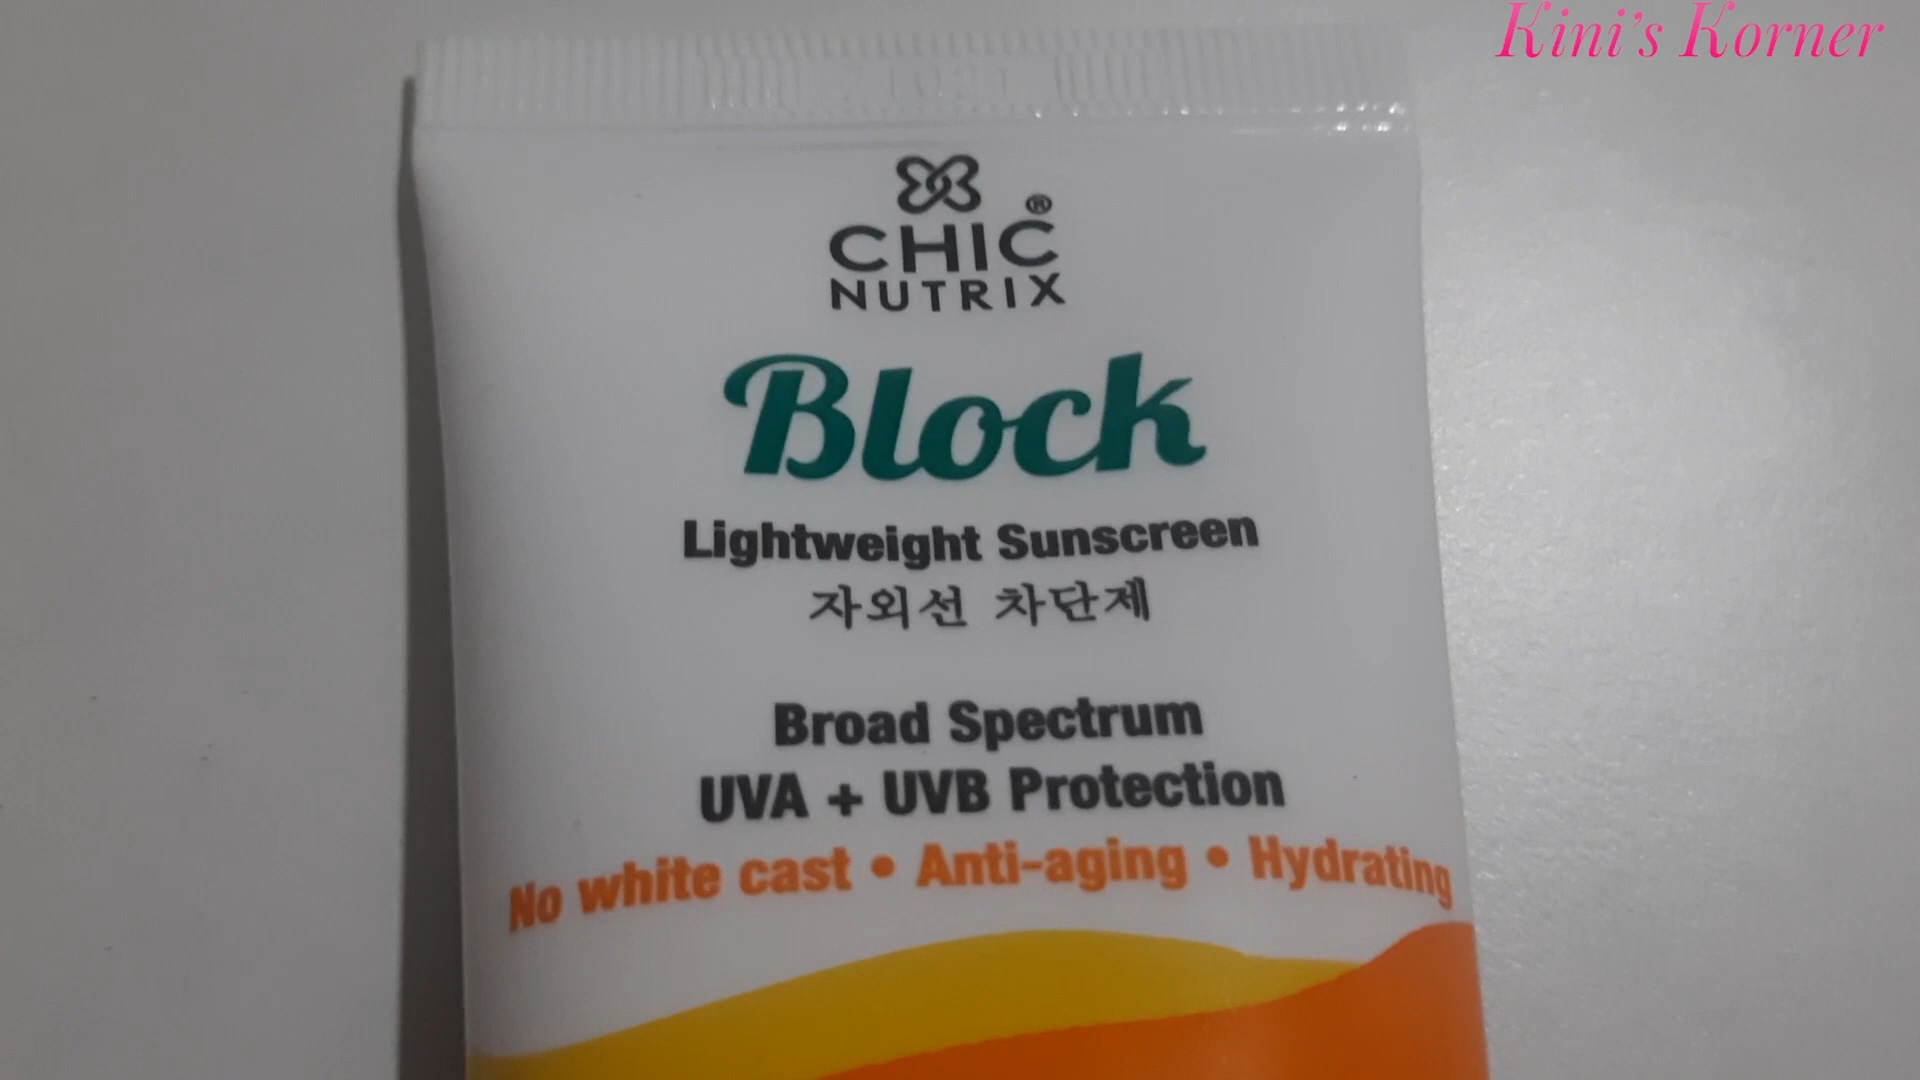 Kini's Korner
CHIC®
NUTRIX
Block
Lightweight Sunscreen
자외선 차단제
Broad Spectrum
UVA + UVB Protection
No white cast • Anti-aging • Hydrating